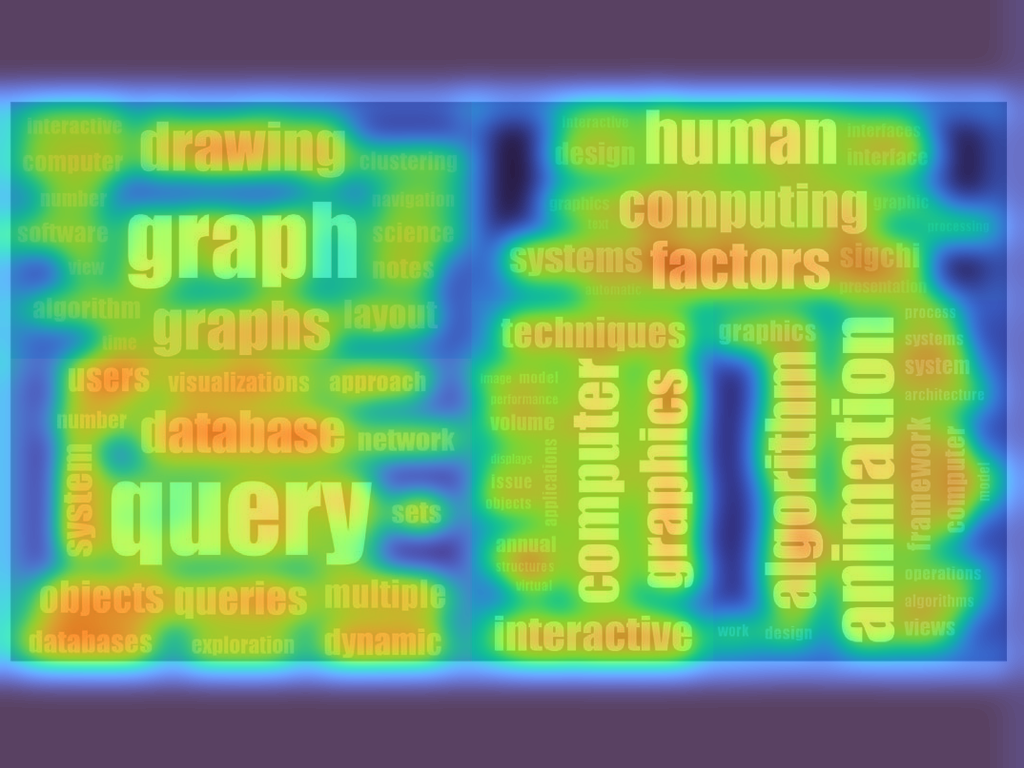 interactive
drawing
computer
clustering
number
navigation
graph
software
science
view
notes
algorithm
layout
graphs
time
users
visualizations
approach
number
database
network
system
query
sets
objects
queries
multiple
databases
exploration
dynamic
interactive
human
interfaces
design
interface
computing
graphics
graphic
text
processing
systems
factors
sigchi
automatic
presentation
techniques
graphics
process
systems
image
model
system
performance
architecture
volume
computer
graphics
algorithm
animation
displays
issue
objects
applications
framework
computer
model
annual
structures
virtual
operations
algorithms
interactive
work
design
views